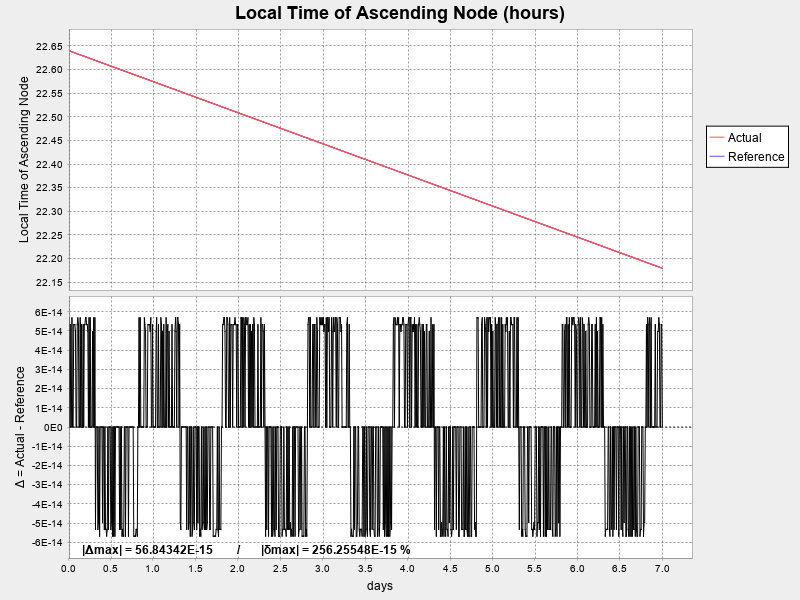 Local Time of Ascending Node (hours)
Local Time of Ascending Node
22.65
22.60
22.55
22.50
22.45
22.40
22.35
22.30
22.25
22.20
22.15
Actual
Reference
Δ = Actual - Reference
6E-14
5E-14
4E-14
3E-14
2E-14
1E-14
0E0
-1E-14
-2E-14
-3E-14
-4E-14
-5E-14
-6E-14
|Δmax| = 56.84342E-15 / |δmax| = 256.25548E-15 %
0.0 0.5 1.0 1.5 2.0 2.5 3.0 3.5 4.0 4.5 5.0 5.5 6.0 6.5 7.0
days